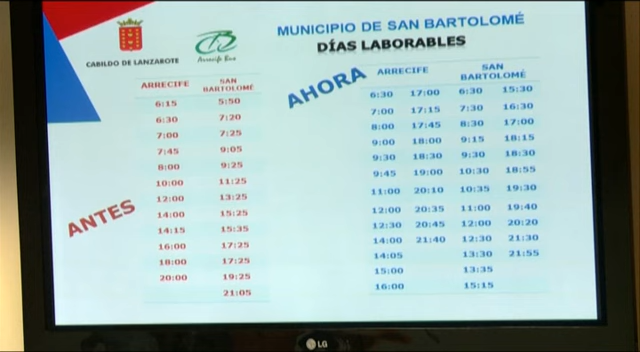 MUNICIPIO DE SAN BARTOLOMÉ
DÍAS LABORABLES
CABILDO DE LANZAROTE
Arrecife Bus
ANTES
ARRECIFE SAN BARTOLOMÉ
6:15 5:50
6:30 7:20
7:00 7:25
7:45 9:05
8:00 9:25
10:00 11:25
12:00 13:25
14:00 15:25
14:15 15:35
16:00 17:25
18:00 17:25
20:00 19:25
21:05
AHORA
ARRECIFE SAN BARTOLOMÉ
6:30 17:00 6:30 15:30
7:00 17:15 7:30 16:30
8:00 17:45 8:30 17:00
9:00 18:00 9:15 18:15
9:30 18:30 9:30 18:30
9:45 19:00 10:30 18:55
11:00 20:10 10:35 19:30
12:00 20:35 11:00 19:40
12:30 20:45 12:00 20:20
14:00 21:40 12:30 21:30
14:05 13:30 21:55
15:00 13:35
16:00 15:15
LG